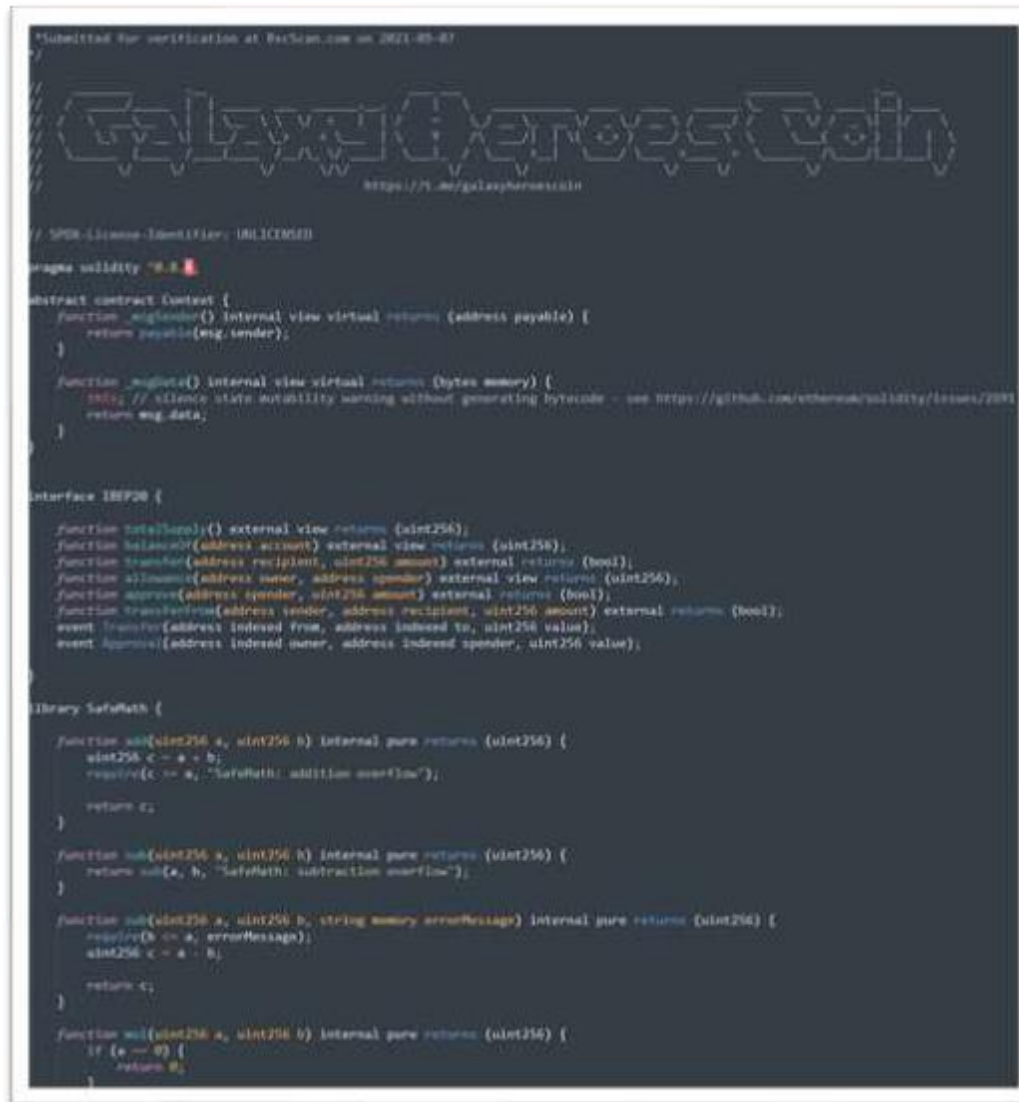 *Submitted for verification at BscScan.com on 2021-09-07
*/
//
//
//
//
//
//
// https://t.me/galaxyheroescoin
Galaxy Heroes Coin
// SPDX-License-Identifier: UNLICENSED
pragma solidity ^0.8.
abstract contract Context {
function _msgSender() internal view virtual returns (address payable) {
return payable(msg.sender);
}
function _msgData() internal view virtual returns (bytes memory) {
this; // silence state mutability warning without generating bytecode - see https://github.com/ethereum/solidity/issues/2691
return msg.data;
}
}
interface IBEP20 {
function totalSupply() external view returns (uint256);
function balanceOf(address account) external view returns (uint256);
function transfer(address recipient, uint256 amount) external returns (bool);
function allowance(address owner, address spender) external view returns (uint256);
function approve(address spender, uint256 amount) external returns (bool);
function transferFrom(address sender, address recipient, uint256 amount) external returns (bool);
event Transfer(address indexed from, address indexed to, uint256 value);
event Approval(address indexed owner, address indexed spender, uint256 value);
}
library SafeMath {
function add(uint256 a, uint256 b) internal pure returns (uint256) {
uint256 c = a + b;
require(c >= a, "SafeMath: addition overflow");
return c;
}
function sub(uint256 a, uint256 b) internal pure returns (uint256) {
return sub(a, b, "SafeMath: subtraction overflow");
}
function sub(uint256 a, uint256 b, string memory errorMessage) internal pure returns (uint256) {
require(b <= a, errorMessage);
uint256 c = a - b;
return c;
}
function mul(uint256 a, uint256 b) internal pure returns (uint256) {
if (a == 0) {
return 0;
}